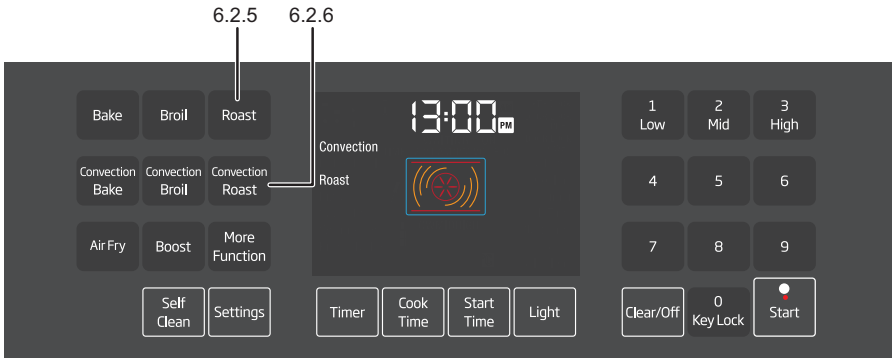 6.2.5 6.2.6
Bake Broil Roast
13:00 PM
1 2 3
Low Mid High
Convection
Convection Convection Convection
Bake Broil Roast
Roast
4 5 6
Air Fry Boost More
Function
7 8 9
Self
Clean
Settings
Timer
Cook
Time
Start
Time
Light
Clear/Off
0
Key Lock
Start